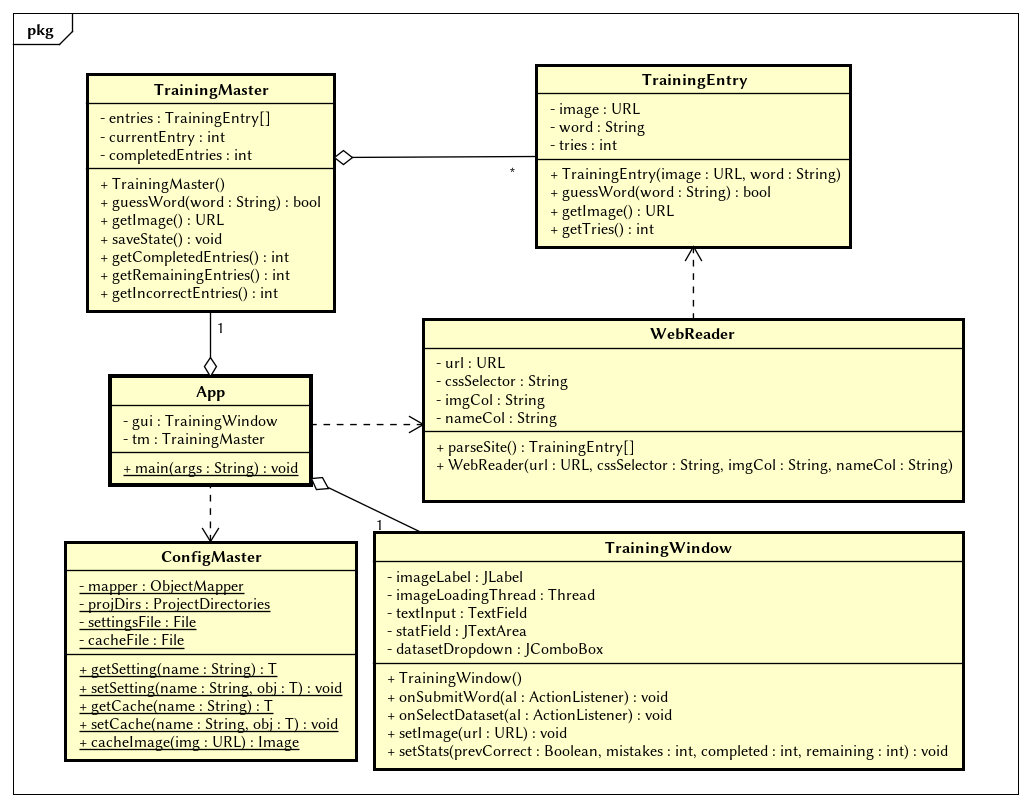 pkg
TrainingMaster
- entries : TrainingEntry[]
- currentEntry : int
- completedEntries : int
+ TrainingMaster()
+ guessWord(word : String) : bool
+ getImage() : URL
+ saveState() : void
+ getCompletedEntries() : int
+ getRemainingEntries() : int
+ getIncorrectEntries() : int
*
TrainingEntry
- image : URL
- word : String
- tries : int
+ TrainingEntry(image : URL, word : String)
+ guessWord(word : String) : bool
+ getImage() : URL
+ getTries() : int
1
App
- gui : TrainingWindow
- tm : TrainingMaster
+ main(args : String) : void
WebReader
- url : URL
- cssSelector : String
- imgCol : String
- nameCol : String
+ parseSite() : TrainingEntry[]
+ WebReader(url : URL, cssSelector : String, imgCol : String, nameCol : String)
1
ConfigMaster
- mapper : ObjectMapper
- projDirs : ProjectDirectories
- settingsFile : File
- cacheFile : File
+ getSetting(name : String) : T
+ setSetting(name : String, obj : T) : void
+ getCache(name : String) : T
+ setCache(name : String, obj : T) : void
+ cacheImage(img : URL) : Image
TrainingWindow
- imageLabel : JLabel
- imageLoadingThread : Thread
- textInput : TextField
- statField : JTextArea
- datasetDropdown : JComboBox
+ TrainingWindow()
+ onSubmitWord(al : ActionListener) : void
+ onSelectDataset(al : ActionListener) : void
+ setImage(url : URL) : void
+ setStats(prevCorrect : Boolean, mistakes : int, completed : int, remaining : int) : void